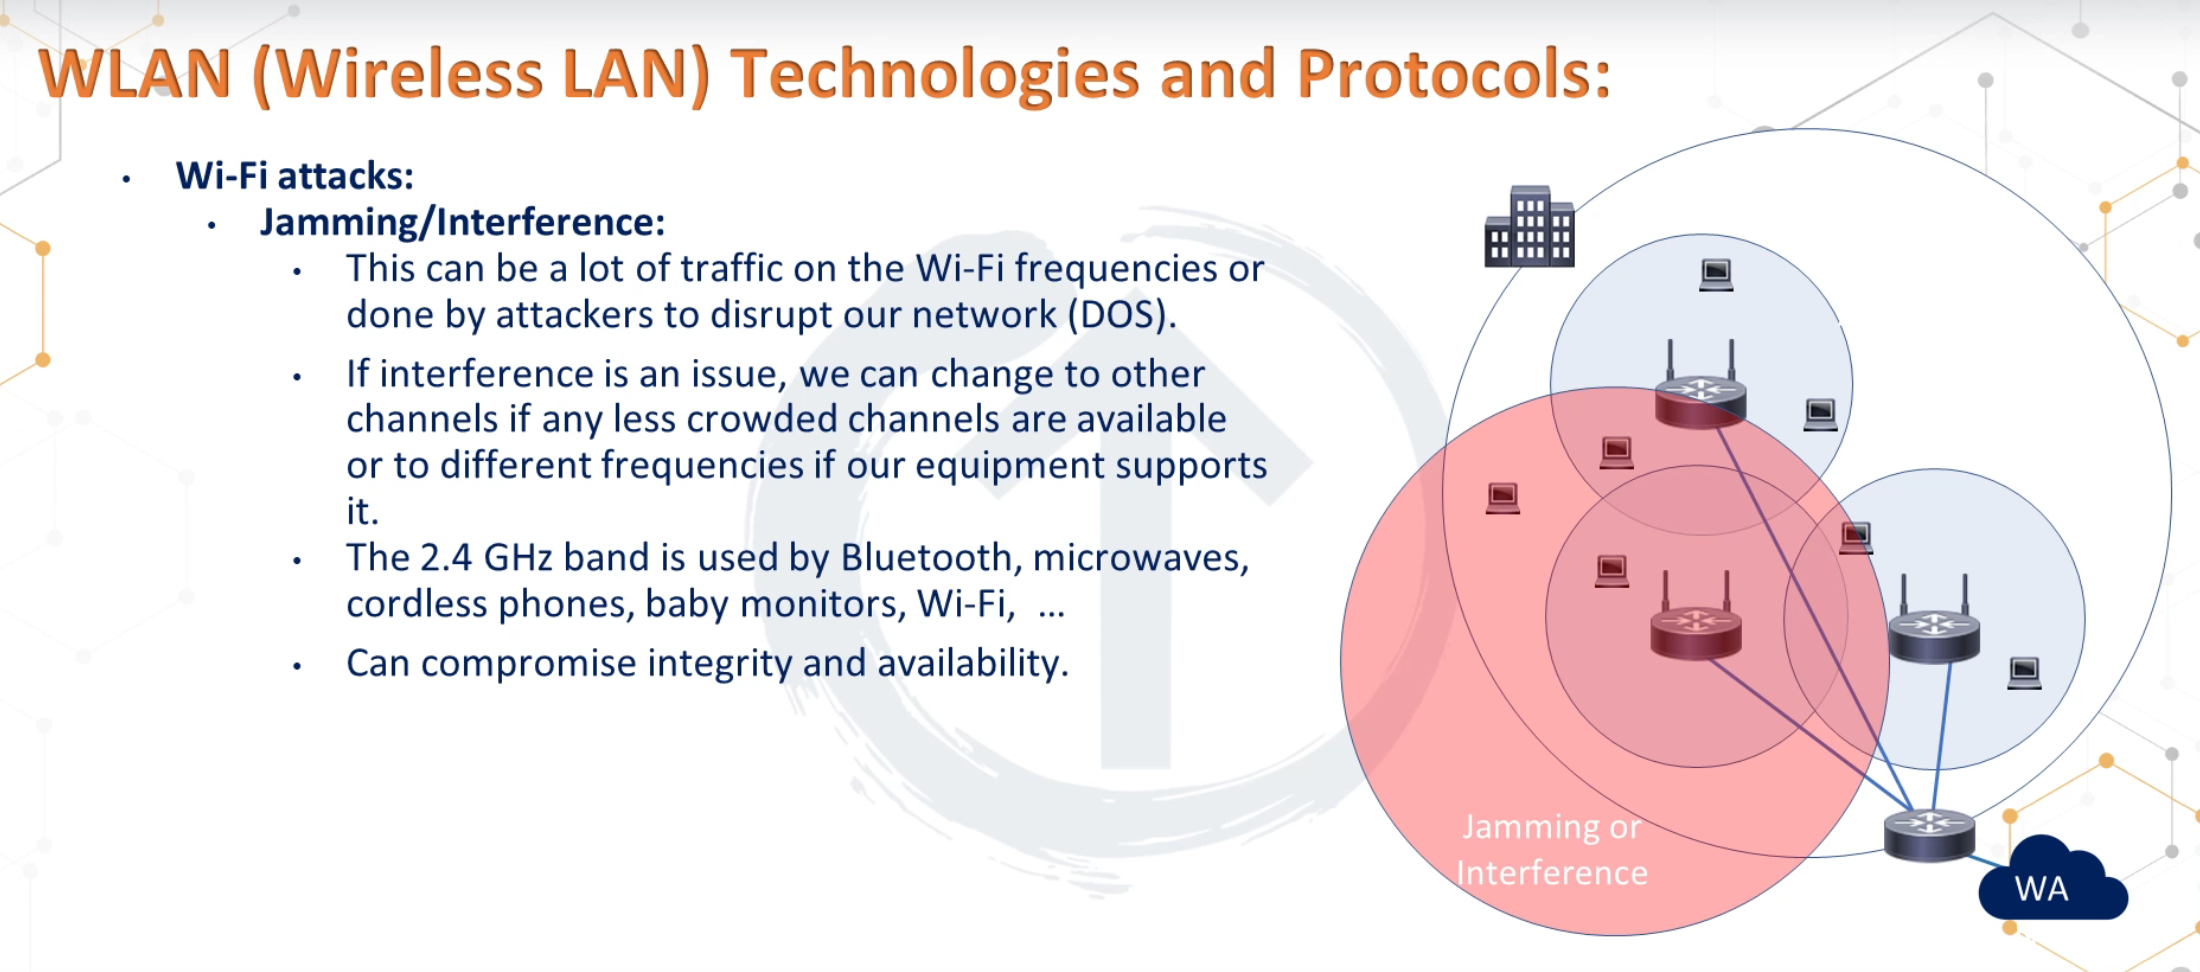 WLAN (Wireless LAN) Technologies and Protocols:
• Wi-Fi attacks:
• Jamming/Interference:
• This can be a lot of traffic on the Wi-Fi frequencies or
done by attackers to disrupt our network (DOS).
• If interference is an issue, we can change to other
channels if any less crowded channels are available
or to different frequencies if our equipment supports
it.
• The 2.4 GHz band is used by Bluetooth, microwaves,
cordless phones, baby monitors, Wi-Fi,  ...
• Can compromise integrity and availability.
Jamming or
Interference
WA